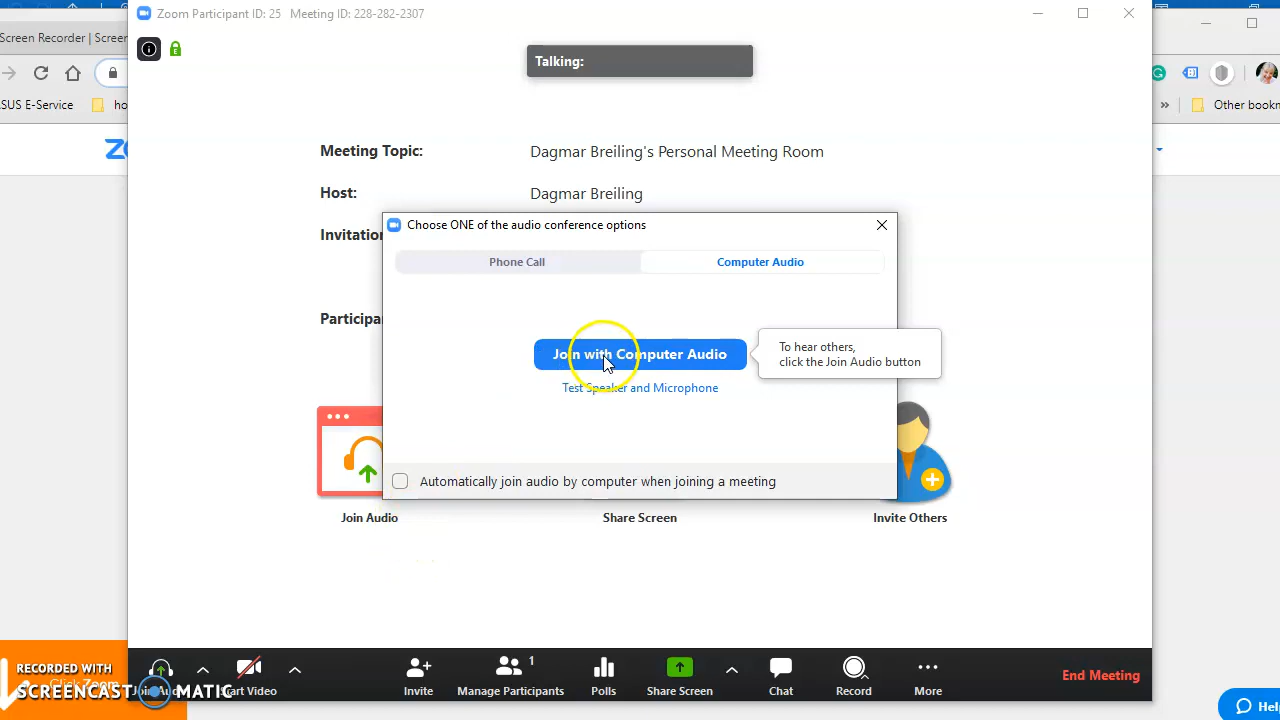 Zoom Participant ID: 25 Meeting ID: 228-282-2307
Screen Recorder | Screen
Talking:
ASUS E-Service
Other bookm
Meeting Topic: Dagmar Breiling's Personal Meeting Room
Host: Dagmar Breiling
Choose ONE of the audio conference options
Phone Call Computer Audio
Join with Computer Audio
To hear others,
click the Join Audio button
Test Speaker and Microphone
Automatically join audio by computer when joining a meeting
Join Audio Share Screen Invite Others
1
Start Video Invite Manage Participants Polls Share Screen Chat Record More End Meeting
RECORDED WITH
SCREENCAST MATIC